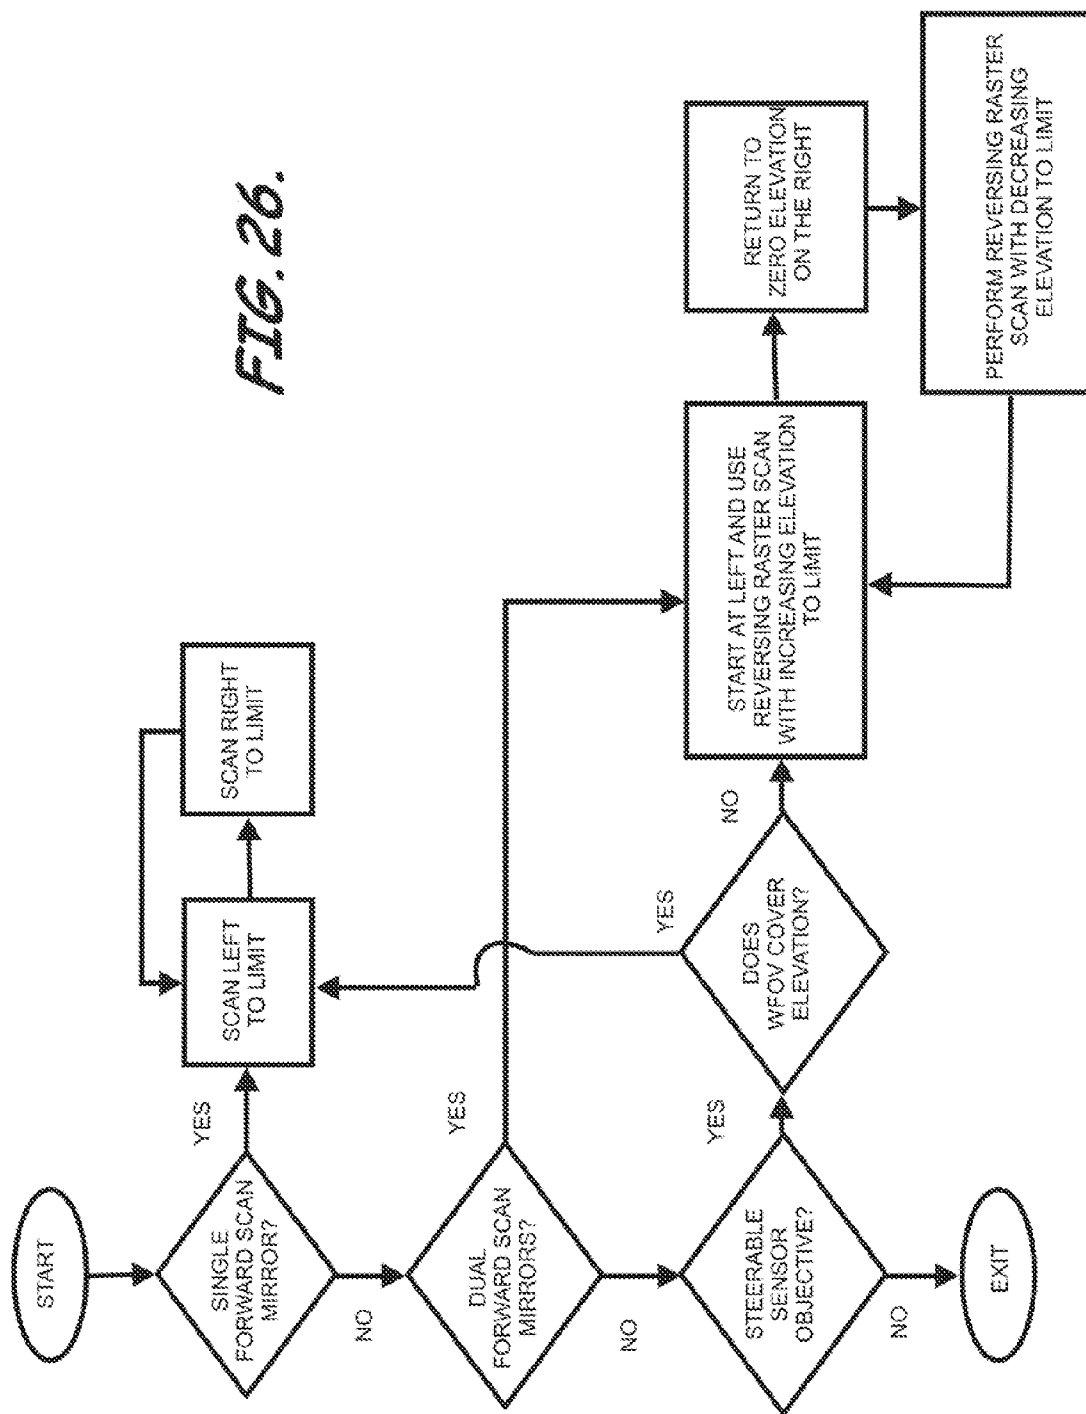 FIG. 26.
START
SINGLE
FORWARD SCAN
MIRROR?
YES
SCAN LEFT
TO LIMIT
SCAN RIGHT
TO LIMIT
NO
DUAL
FORWARD SCAN
MIRRORS?
YES
NO
STEERABLE
SENSOR
OBJECTIVE?
YES
DOES
WFOV COVER
ELEVATION?
YES
NO
START AT LEFT AND USE
REVERSING RASTER SCAN
WITH INCREASING ELEVATION
TO LIMIT
RETURN TO
ZERO ELEVATION
ON THE RIGHT
PERFORM REVERSING RASTER
SCAN WITH DECREASING
ELEVATION TO LIMIT
NO
EXIT